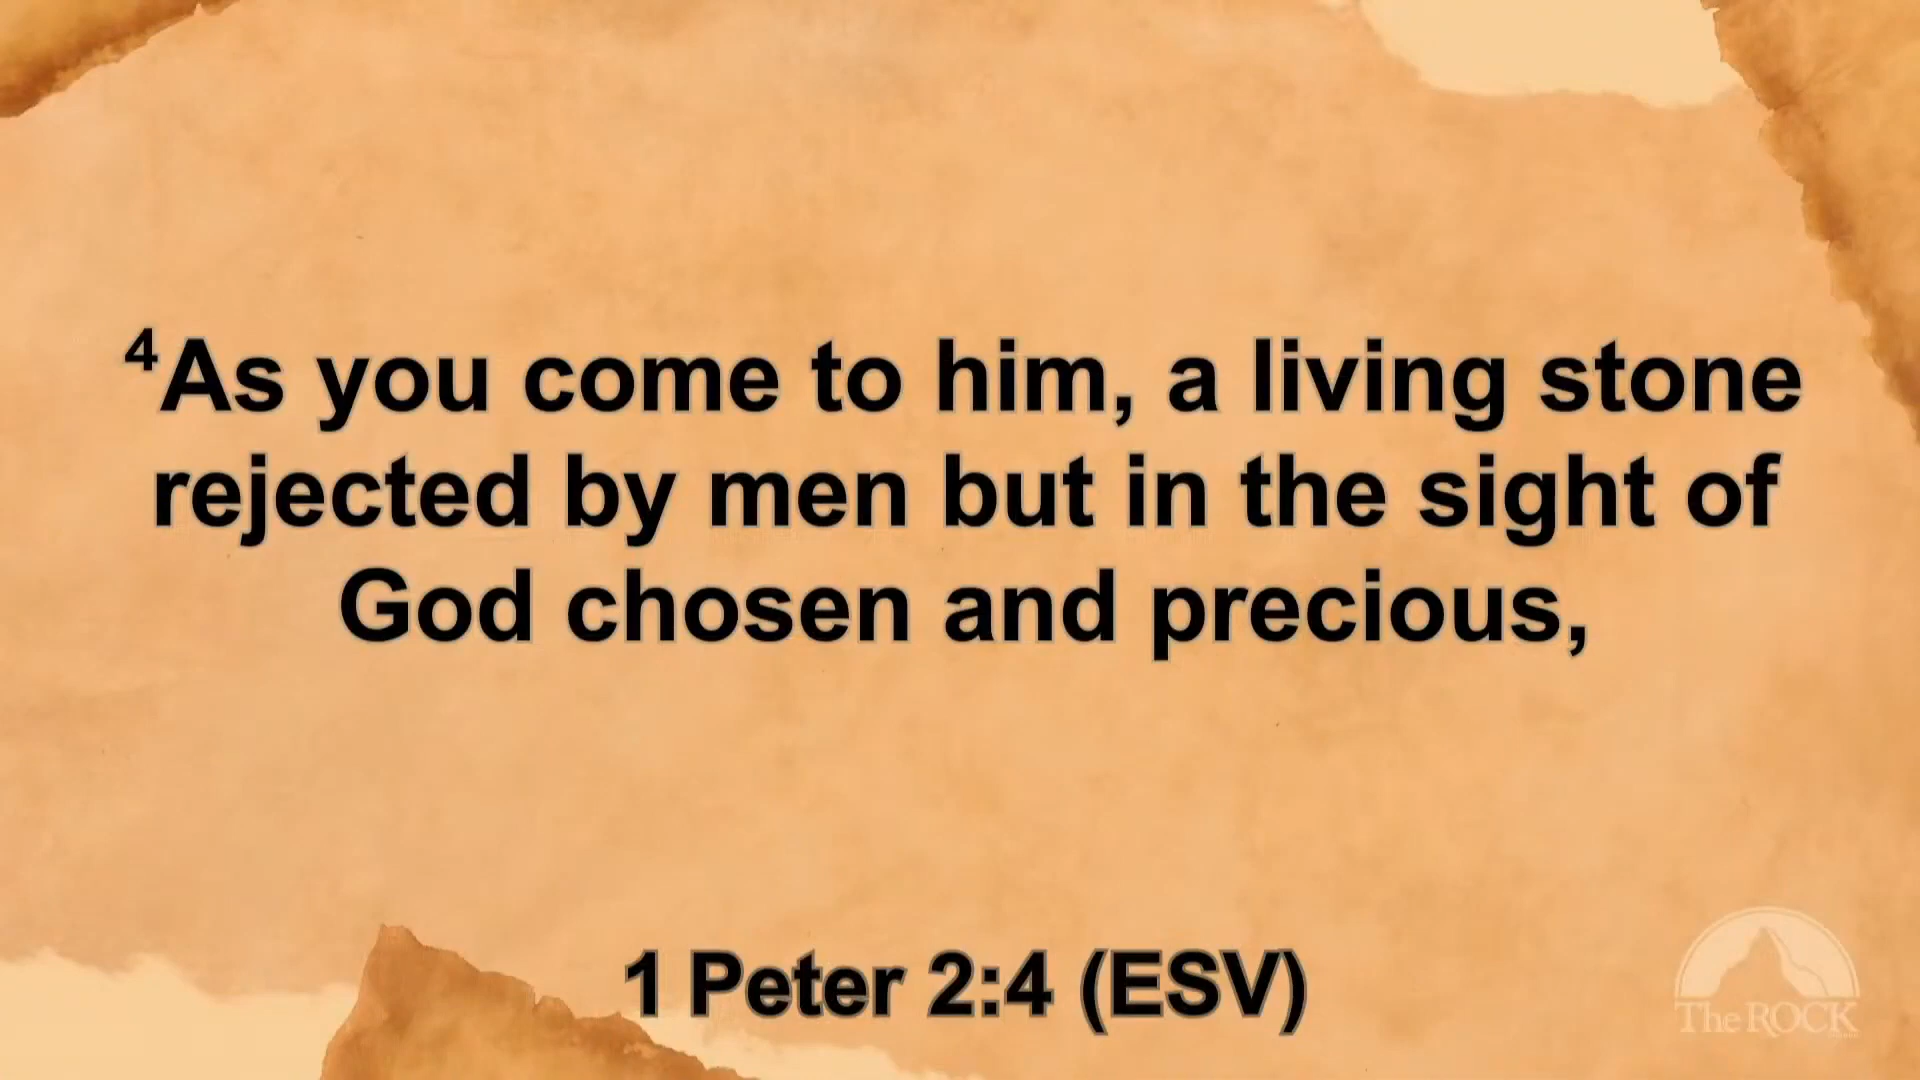 ⁴As you come to him, a living stone
rejected by men but in the sight of
God chosen and precious,
1 Peter 2:4 (ESV)
The ROCK